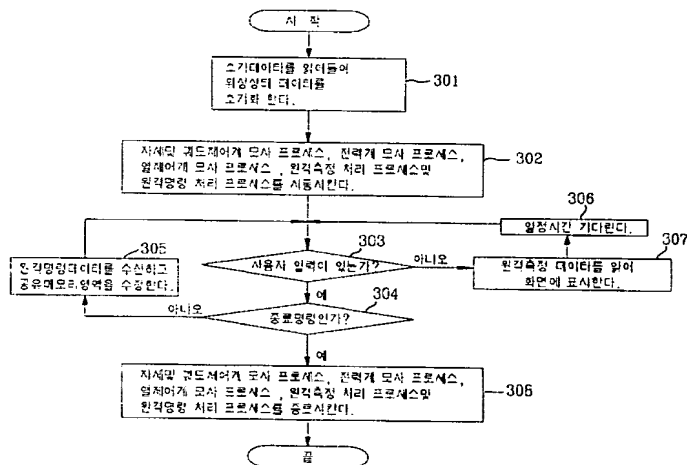 시 작
초기데이터를 읽어들여
위성상태 데이터를
초기화 한다.
301
자세및 궤도제어계 모사 프로세스, 전력계 모사 프로세스,
열제어계 모사 프로세스, 원격측정 처리 프로세스및
원격명령 처리 프로세스를 시동시킨다.
302
306
일정시간 기다린다.
303
사용자 입력이 있는가?
아니오
307
원격측정 데이터를 읽어
화면에 표시한다.
305
원격명령데이터를 수신하고
공유메모리영역을 수정한다.
예
304
종료명령인가?
아니오
예
자세및 궤도제어계 모사 프로세스, 전력계 모사 프로세스,
열제어계 모사 프로세스, 원격측정 처리 프로세스및
원격명령 처리 프로세스를 종료시킨다.
308
끝